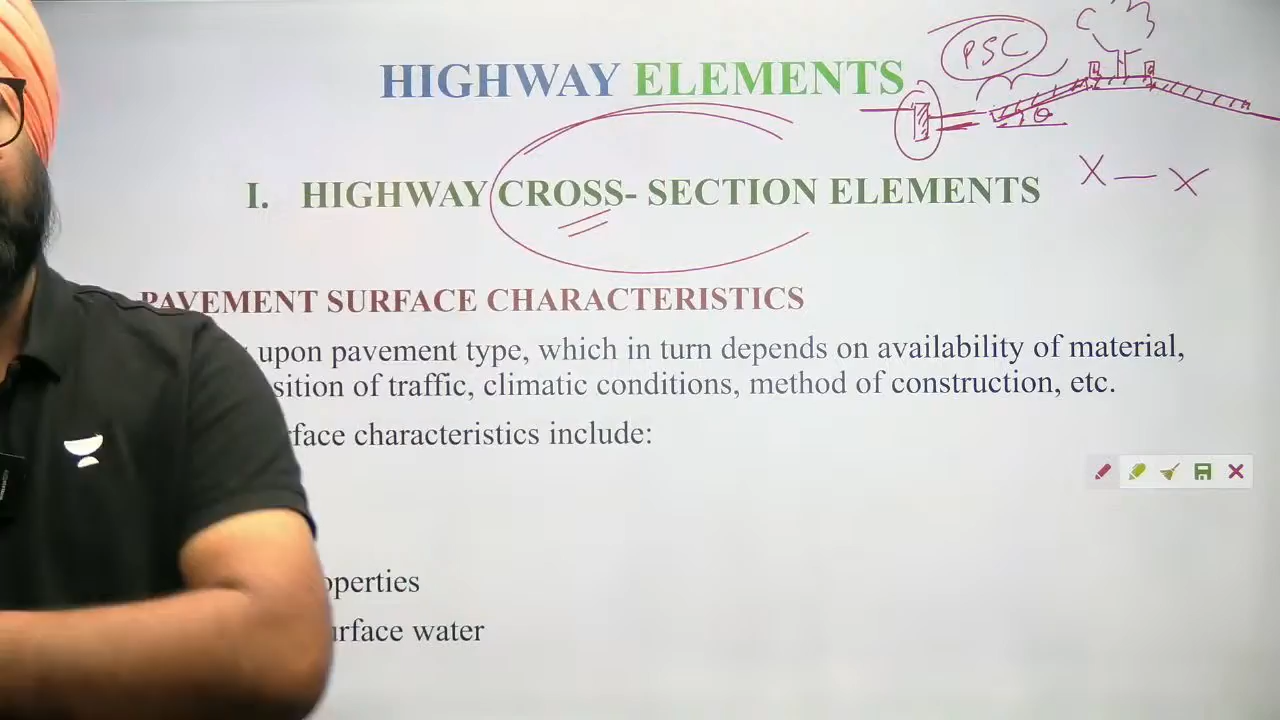 HIGHWAY ELEMENTS
PSC
θ
X — X
I. HIGHWAY CROSS- SECTION ELEMENTS
PAVEMENT SURFACE CHARACTERISTICS
upon pavement type, which in turn depends on availability of material,
sition of traffic, climatic conditions, method of construction, etc.
rface characteristics include:
operties
urface water